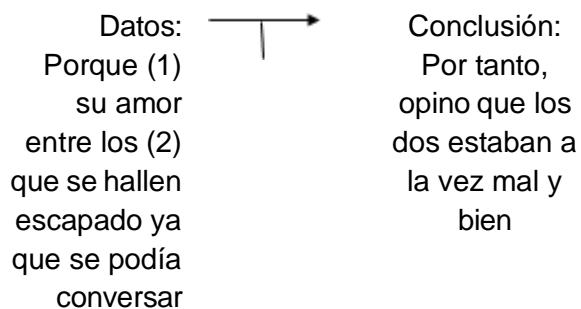 Datos:
Porque (1)
su amor
entre los (2)
que se hallen
escapado ya
que se podía
conversar
Conclusión:
Por tanto,
opino que los
dos estaban a
la vez mal y
bien